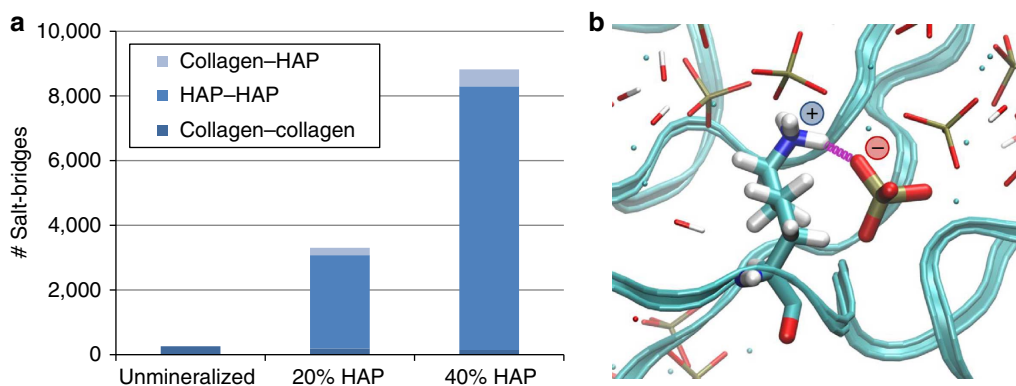 a
10,000
8,000
6,000
4,000
2,000
0
# Salt-bridges
Collagen–HAP
HAP–HAP
Collagen–collagen
Unmineralized
20% HAP
40% HAP
b
+
−